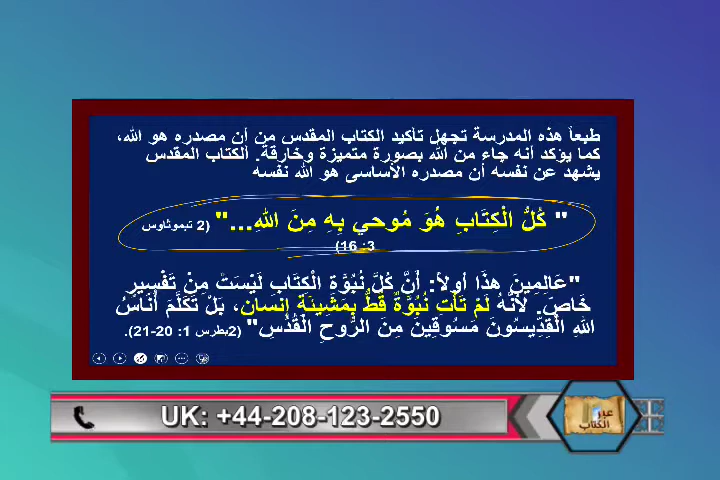 طبعاً هذه المدرسة تجهل تأكيد الكتاب المقدس من أن مصدره هو الله،
كما يؤكد أنه جاء من الله بصورة متميزة وخارقة. الكتاب المقدس
يشهد عن نفسه أن مصدره الأساسى هو الله نفسه
" كُلُّ الْكِتَابِ هُوَ مُوحي بِهِ مِنَ اللهِ..." (2 تيموثاوس
3: 16)
"عَالِمِينَ هذَا أولاً: أَنَّ كُلَّ نُبُوَّةِ الْكِتَابِ لَيْسَتْ مِنْ تَفْسِيرٍ
خَاصٍّ. لأَنَّهُ لَمْ تَأْتِ نُبُوَّةٌ قَطُّ بِمَشِيئَةِ إِنْسَانٍ، بَلْ تَكَلَّمَ أُنَاسُ
اللهِ الْقِدِّيسُونَ مَسُوقِينَ مِنَ الرُّوحِ الْقُدُسِ" (2بطرس 1: 20-21).
UK: +44-208-123-2550
عبر
الكتاب